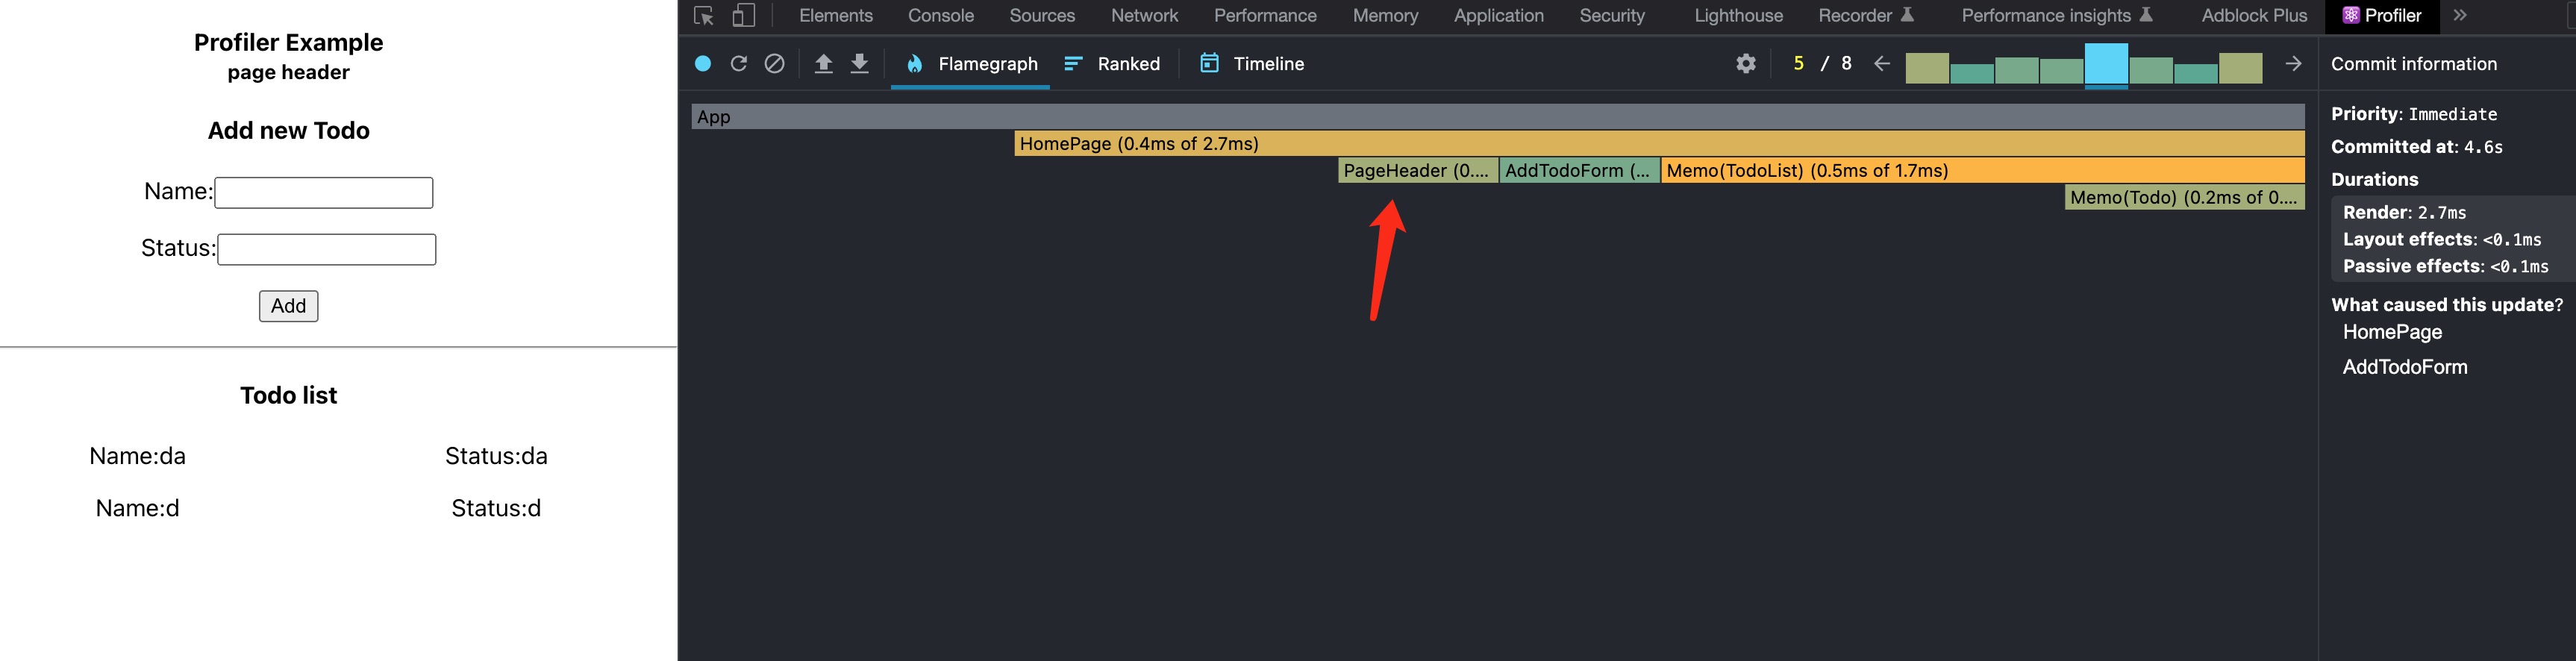 Profiler Example
page header
Add new Todo
Name:
Status:
Add
Todo list
Name:da Status:da
Name:d Status:d
Elements Console Sources Network Performance Memory Application Security Lighthouse Recorder Performance insights Adblock Plus Profiler »
Flamegraph Ranked Timeline 5 / 8
App
HomePage (0.4ms of 2.7ms)
PageHeader (0.... AddTodoForm (... Memo(TodoList) (0.5ms of 1.7ms)
Memo(Todo) (0.2ms of 0....
Commit information
Priority: Immediate
Committed at: 4.6s
Durations
Render: 2.7ms
Layout effects: <0.1ms
Passive effects: <0.1ms
What caused this update?
HomePage
AddTodoForm